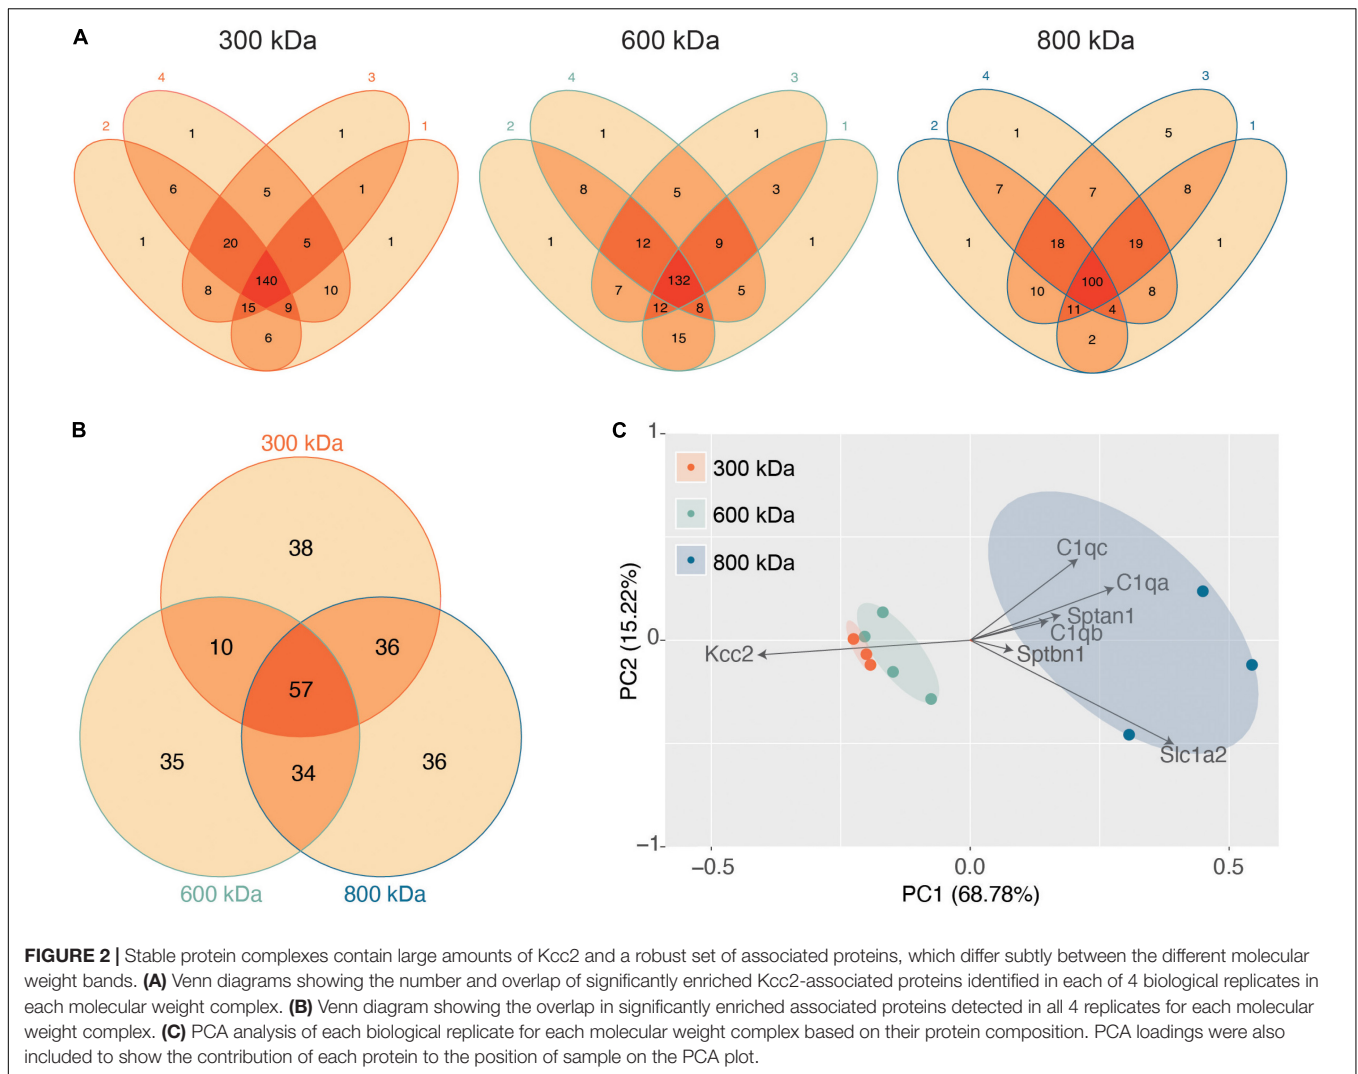 A
300 kDa
600 kDa
800 kDa
4
3
2
1
1
1
6
5
1
1
20
5
1
8
140
10
15
9
6
4
3
2
1
1
1
8
5
3
1
12
9
1
7
132
5
12
8
15
4
3
2
1
1
5
7
7
8
1
18
19
1
10
100
8
11
4
2
B
300 kDa
38
10
36
57
35
34
36
600 kDa
800 kDa
C
1
0
−1
PC2 (15.22%)
300 kDa
600 kDa
800 kDa
C1qc
C1qa
Sptan1
C1qb
Sptbn1
Kcc2
Slc1a2
−0.5
0.0
0.5
PC1 (68.78%)
FIGURE 2 | Stable protein complexes contain large amounts of Kcc2 and a robust set of associated proteins, which differ subtly between the different molecular
weight bands. (A) Venn diagrams showing the number and overlap of significantly enriched Kcc2-associated proteins identified in each of 4 biological replicates in
each molecular weight complex. (B) Venn diagram showing the overlap in significantly enriched associated proteins detected in all 4 replicates for each molecular
weight complex. (C) PCA analysis of each biological replicate for each molecular weight complex based on their protein composition. PCA loadings were also
included to show the contribution of each protein to the position of sample on the PCA plot.